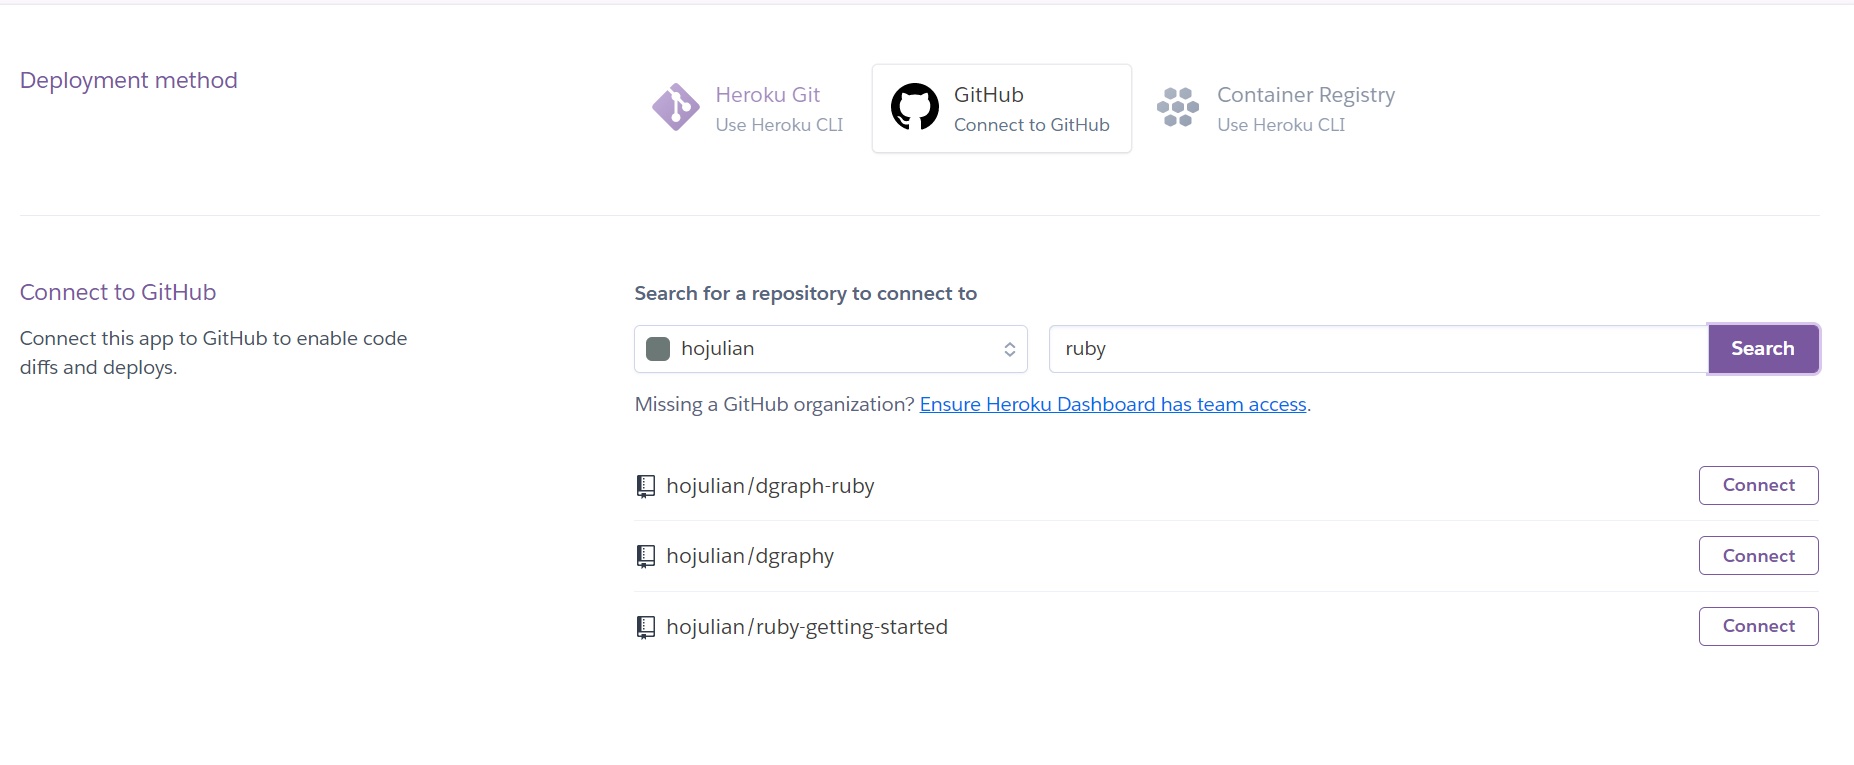 Deployment method
Heroku Git
Use Heroku CLI
GitHub
Connect to GitHub
Container Registry
Use Heroku CLI
Connect to GitHub
Connect this app to GitHub to enable code
diffs and deploys.
Search for a repository to connect to
hojulian
ruby
Search
Missing a GitHub organization? Ensure Heroku Dashboard has team access.
hojulian/dgraph-ruby
Connect
hojulian/dgraphy
Connect
hojulian/ruby-getting-started
Connect